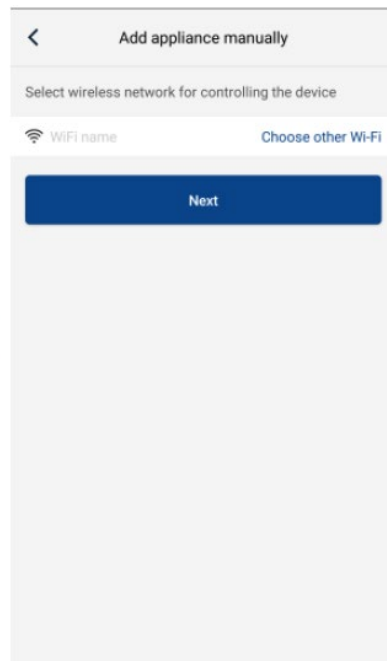 Add appliance manually
Select wireless network for controlling the device
WiFi name Choose other Wi-Fi
Next